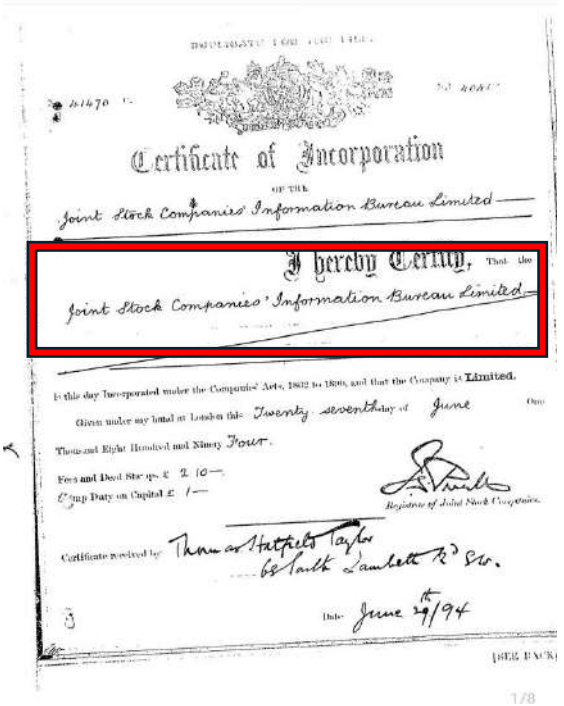 DUPLICATE FOR THE FILE.
41470
Certificate of Incorporation
OF THE
Joint Stock Companies' Information Bureau Limited
I hereby Certify, That the
Joint Stock Companies' Information Bureau Limited
Is this day Incorporated under the Companies' Acts, 1862 to 1890, and that the Company is Limited.
Given under my hand at London this Twenty seventh day of June One
Thousand Eight Hundred and Ninety Four.
Fees and Deed Stamps, £ 2 10—
Stamp Duty on Capital £ 1—
Registrar of Joint Stock Companies.
Certificate received by Thomas Hatfield Taylor
South Lambeth Rd SW.
Date June 29th/94
[SEE BACK
1/8